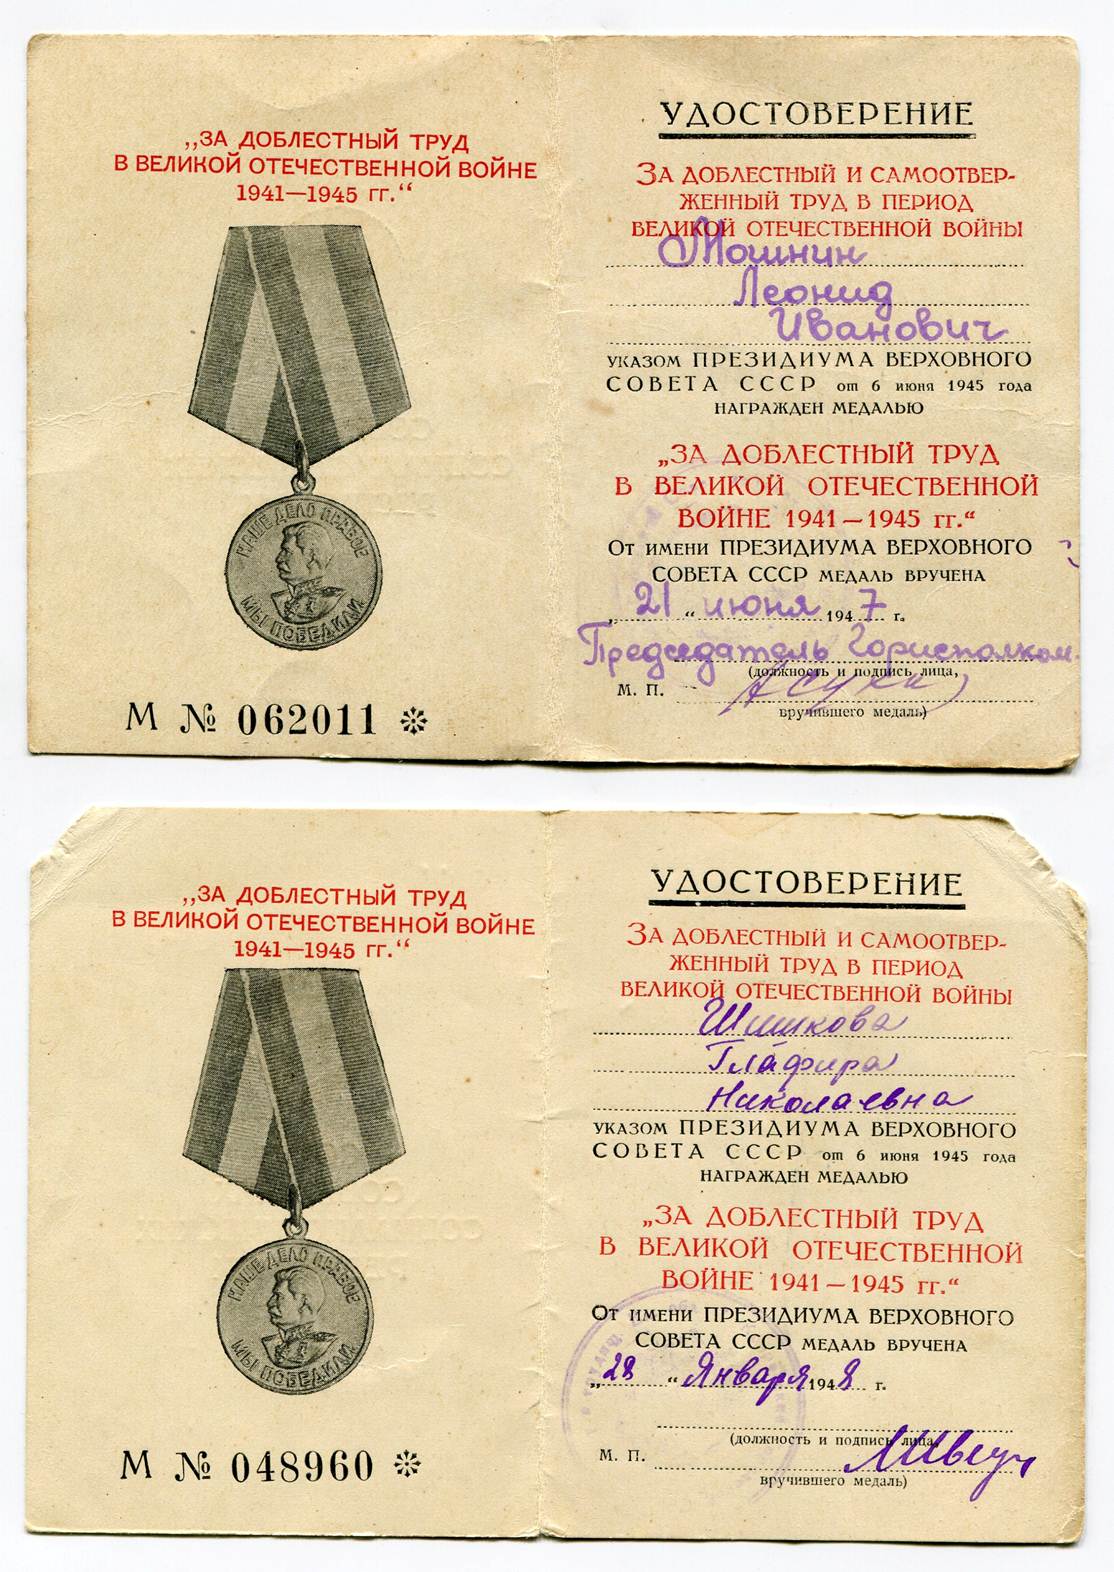 „ЗА ДОБЛЕСТНЫЙ ТРУД
В ВЕЛИКОЙ ОТЕЧЕСТВЕННОЙ ВОЙНЕ
1941—1945 гг.“
НАШЕ ДЕЛО ПРАВОЕ
МЫ ПОБЕДИЛИ
М № 062011
УДОСТОВЕРЕНИЕ
ЗА ДОБЛЕСТНЫЙ И САМООТВЕР-
ЖЕННЫЙ ТРУД В ПЕРИОД
ВЕЛИКОЙ ОТЕЧЕСТВЕННОЙ ВОЙНЫ
Мошнин
Леонид
Иванович
УКАЗОМ ПРЕЗИДИУМА ВЕРХОВНОГО
СОВЕТА СССР от 6 июня 1945 года
НАГРАЖДЕН МЕДАЛЬЮ
„ЗА ДОБЛЕСТНЫЙ ТРУД
В ВЕЛИКОЙ ОТЕЧЕСТВЕННОЙ
ВОЙНЕ 1941—1945 гг.“
От имени ПРЕЗИДИУМА ВЕРХОВНОГО
СОВЕТА СССР МЕДАЛЬ ВРУЧЕНА
„21“ июня 1947 г.
Председатель Горисполком.
(должность и подпись лица,
М. П.
вручившего медаль)
„ЗА ДОБЛЕСТНЫЙ ТРУД
В ВЕЛИКОЙ ОТЕЧЕСТВЕННОЙ ВОЙНЕ
1941—1945 гг.“
НАШЕ ДЕЛО ПРАВОЕ
МЫ ПОБЕДИЛИ
М № 048960
УДОСТОВЕРЕНИЕ
ЗА ДОБЛЕСТНЫЙ И САМООТВЕР-
ЖЕННЫЙ ТРУД В ПЕРИОД
ВЕЛИКОЙ ОТЕЧЕСТВЕННОЙ ВОЙНЫ
Шишкова
Глафира
Николаевна
УКАЗОМ ПРЕЗИДИУМА ВЕРХОВНОГО
СОВЕТА СССР от 6 июня 1945 года
НАГРАЖДЕН МЕДАЛЬЮ
„ЗА ДОБЛЕСТНЫЙ ТРУД
В ВЕЛИКОЙ ОТЕЧЕСТВЕННОЙ
ВОЙНЕ 1941—1945 гг.“
От имени ПРЕЗИДИУМА ВЕРХОВНОГО
СОВЕТА СССР МЕДАЛЬ ВРУЧЕНА
„28“ Января 1948 г.
(должность и подпись лица,
М. П.
вручившего медаль)